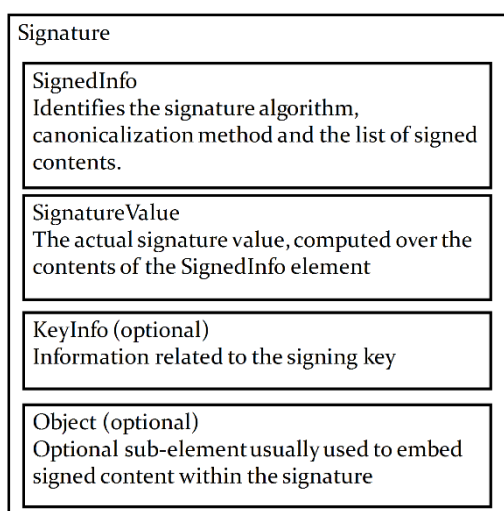 Signature
SignedInfo
Identifies the signature algorithm,
canonicalization method and the list of signed
contents.
SignatureValue
The actual signature value, computed over the
contents of the SignedInfo element
KeyInfo (optional)
Information related to the signing key
Object (optional)
Optional sub-element usually used to embed
signed content within the signature